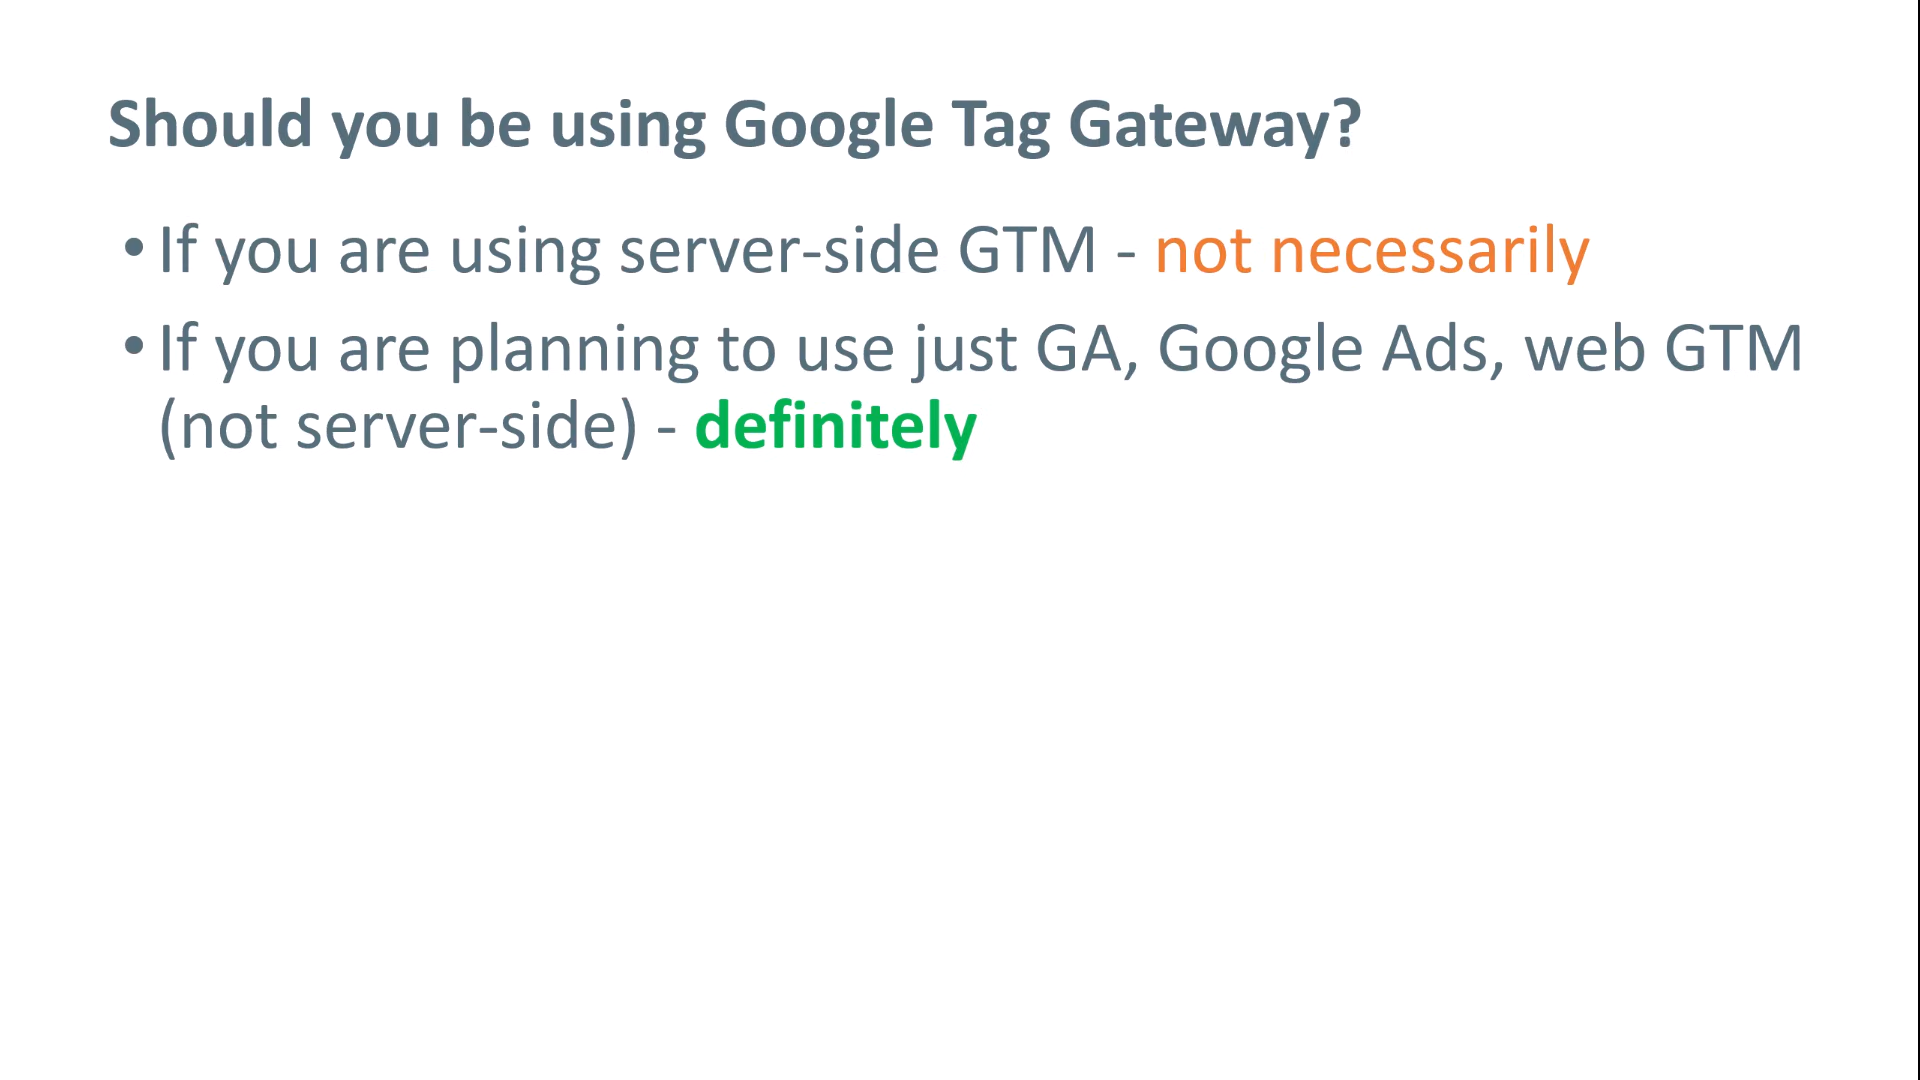 Should you be using Google Tag Gateway?
• If you are using server-side GTM - not necessarily
• If you are planning to use just GA, Google Ads, web GTM
(not server-side) - definitely